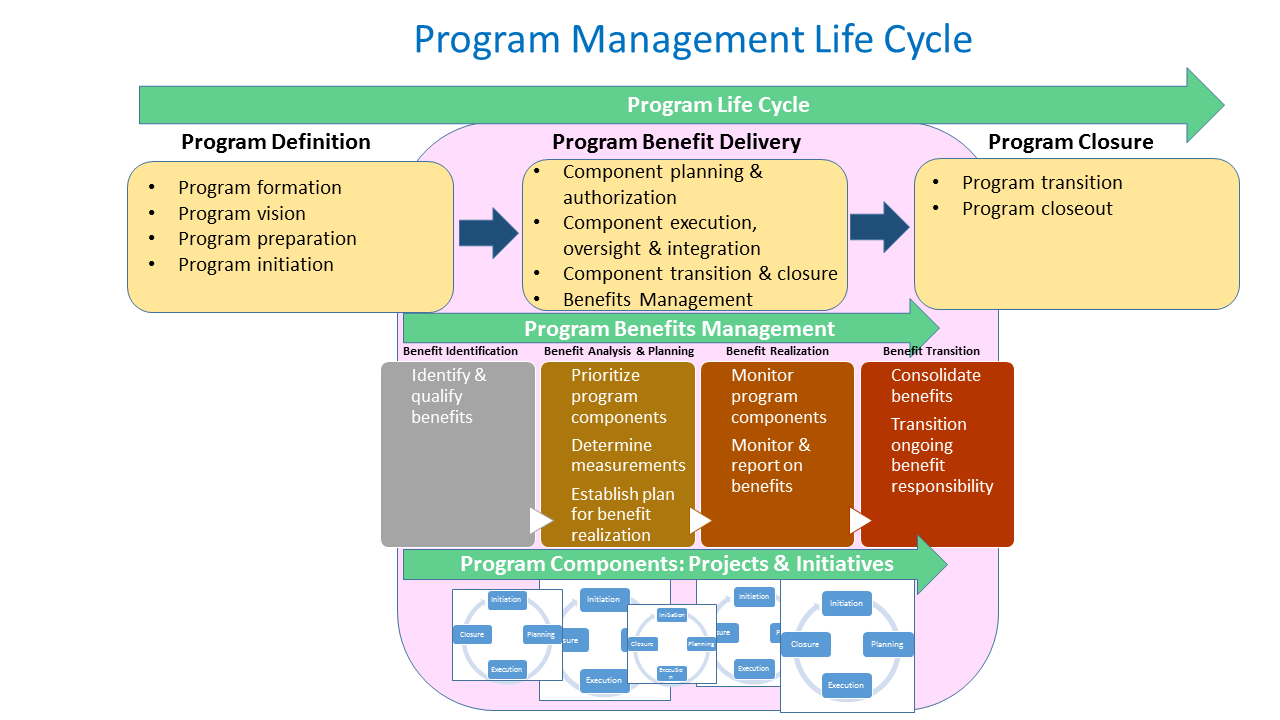 Program Management Life Cycle
Program Life Cycle
Program Definition
• Program formation
• Program vision
• Program preparation
• Program initiation
Program Benefit Delivery
• Component planning &
authorization
• Component execution,
oversight & integration
• Component transition & closure
• Benefits Management
Program Closure
• Program transition
• Program closeout
Program Benefits Management
Benefit Identification
Identify &
qualify
benefits
Benefit Analysis & Planning
Prioritize
program
components
Determine
measurements
Establish plan
for benefit
realization
Benefit Realization
Monitor
program
components
Monitor &
report on
benefits
Benefit Transition
Consolidate
benefits
Transition
ongoing
benefit
responsibility
Program Components: Projects & Initiatives
Initiation
Planning
Execution
Closure
Initiation
sure
Execution
Initiation
Planning
Executio
n
Closure
Initiation
P
Execution
sure
Initiation
Planning
Execution
Closure